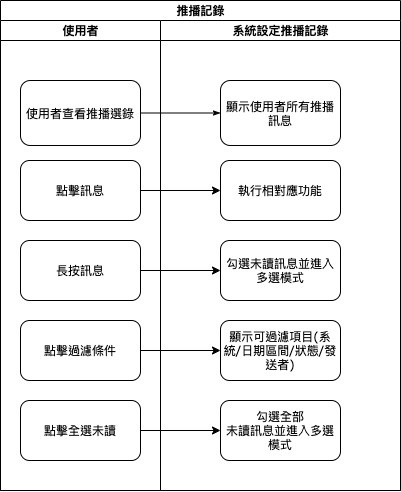 推播記錄
使用者
系統設定推播記錄
使用者查看推播選錄
顯示使用者所有推播
訊息
點擊訊息
執行相對應功能
長按訊息
勾選未讀訊息並進入
多選模式
點擊過濾條件
顯示可過濾項目(系
統/日期區間/狀態/發
送者)
點擊全選未讀
勾選全部
未讀訊息並進入多選
模式